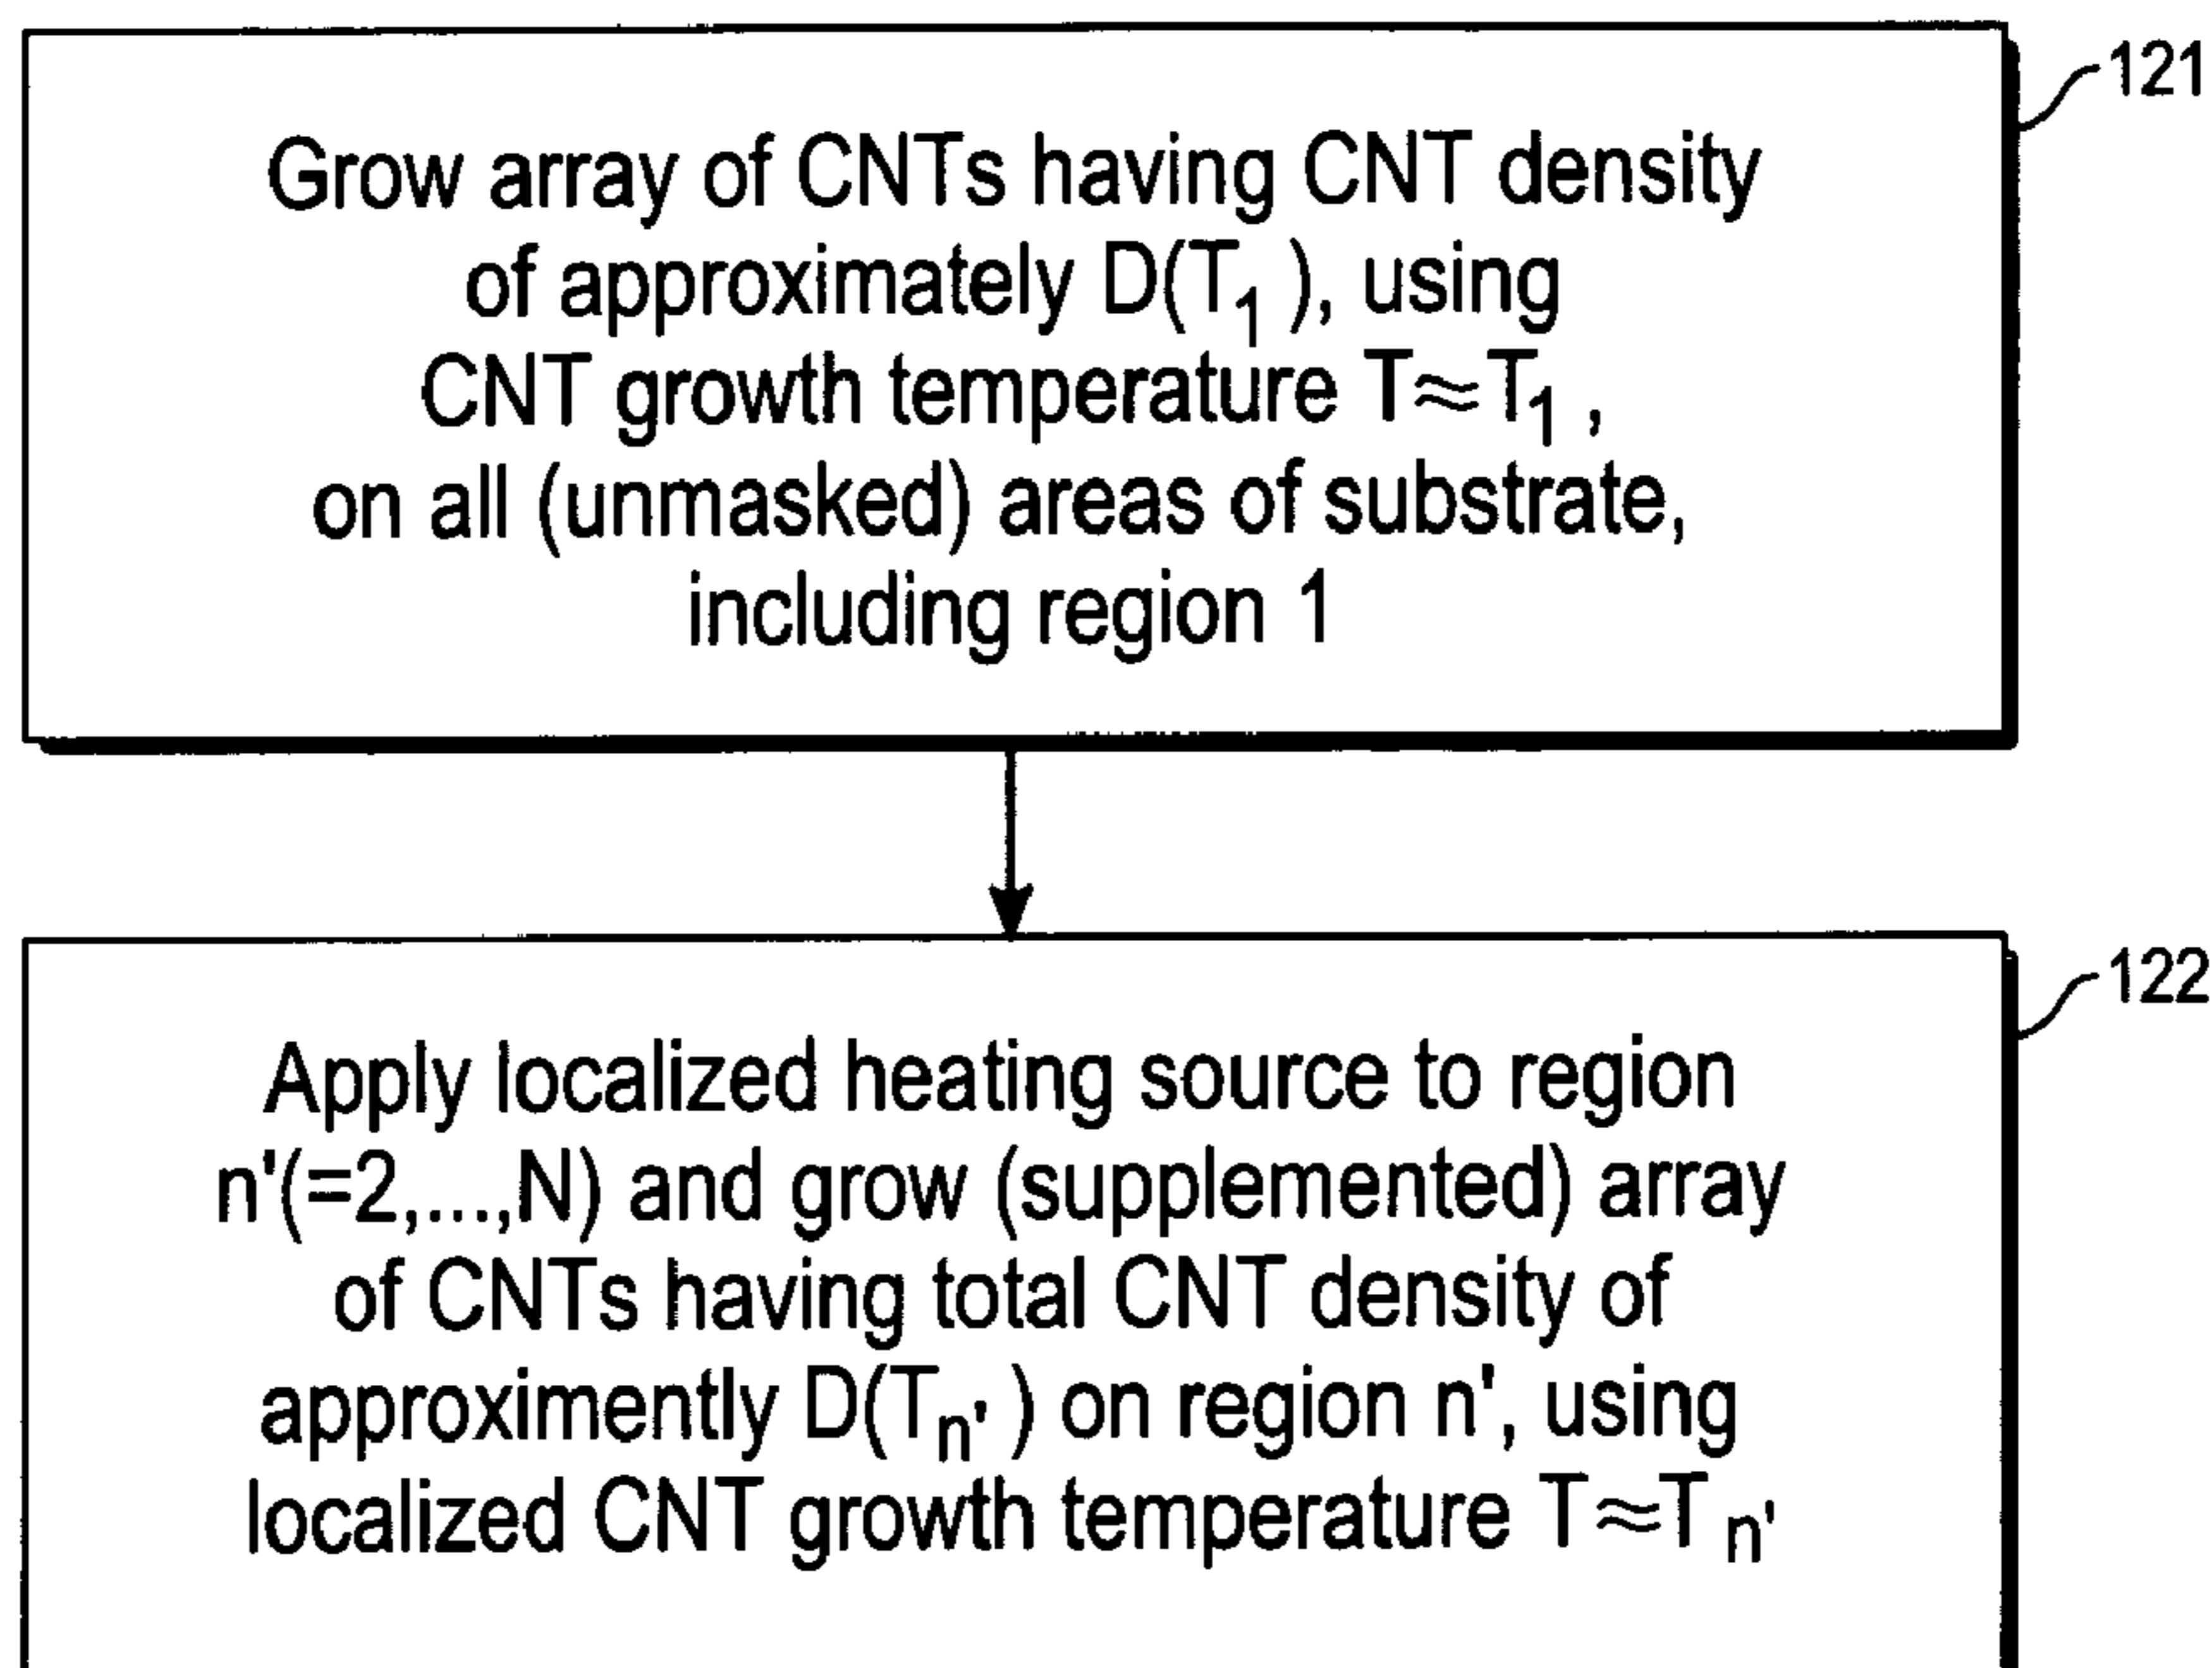 121
Grow array of CNTs having CNT density
of approximately D(T₁), using
CNT growth temperature T≈T₁,
on all (unmasked) areas of substrate,
including region 1
122
Apply localized heating source to region
n'(=2,...,N) and grow (supplemented) array
of CNTs having total CNT density of
approximently D(Tn') on region n', using
localized CNT growth temperature T≈Tn'